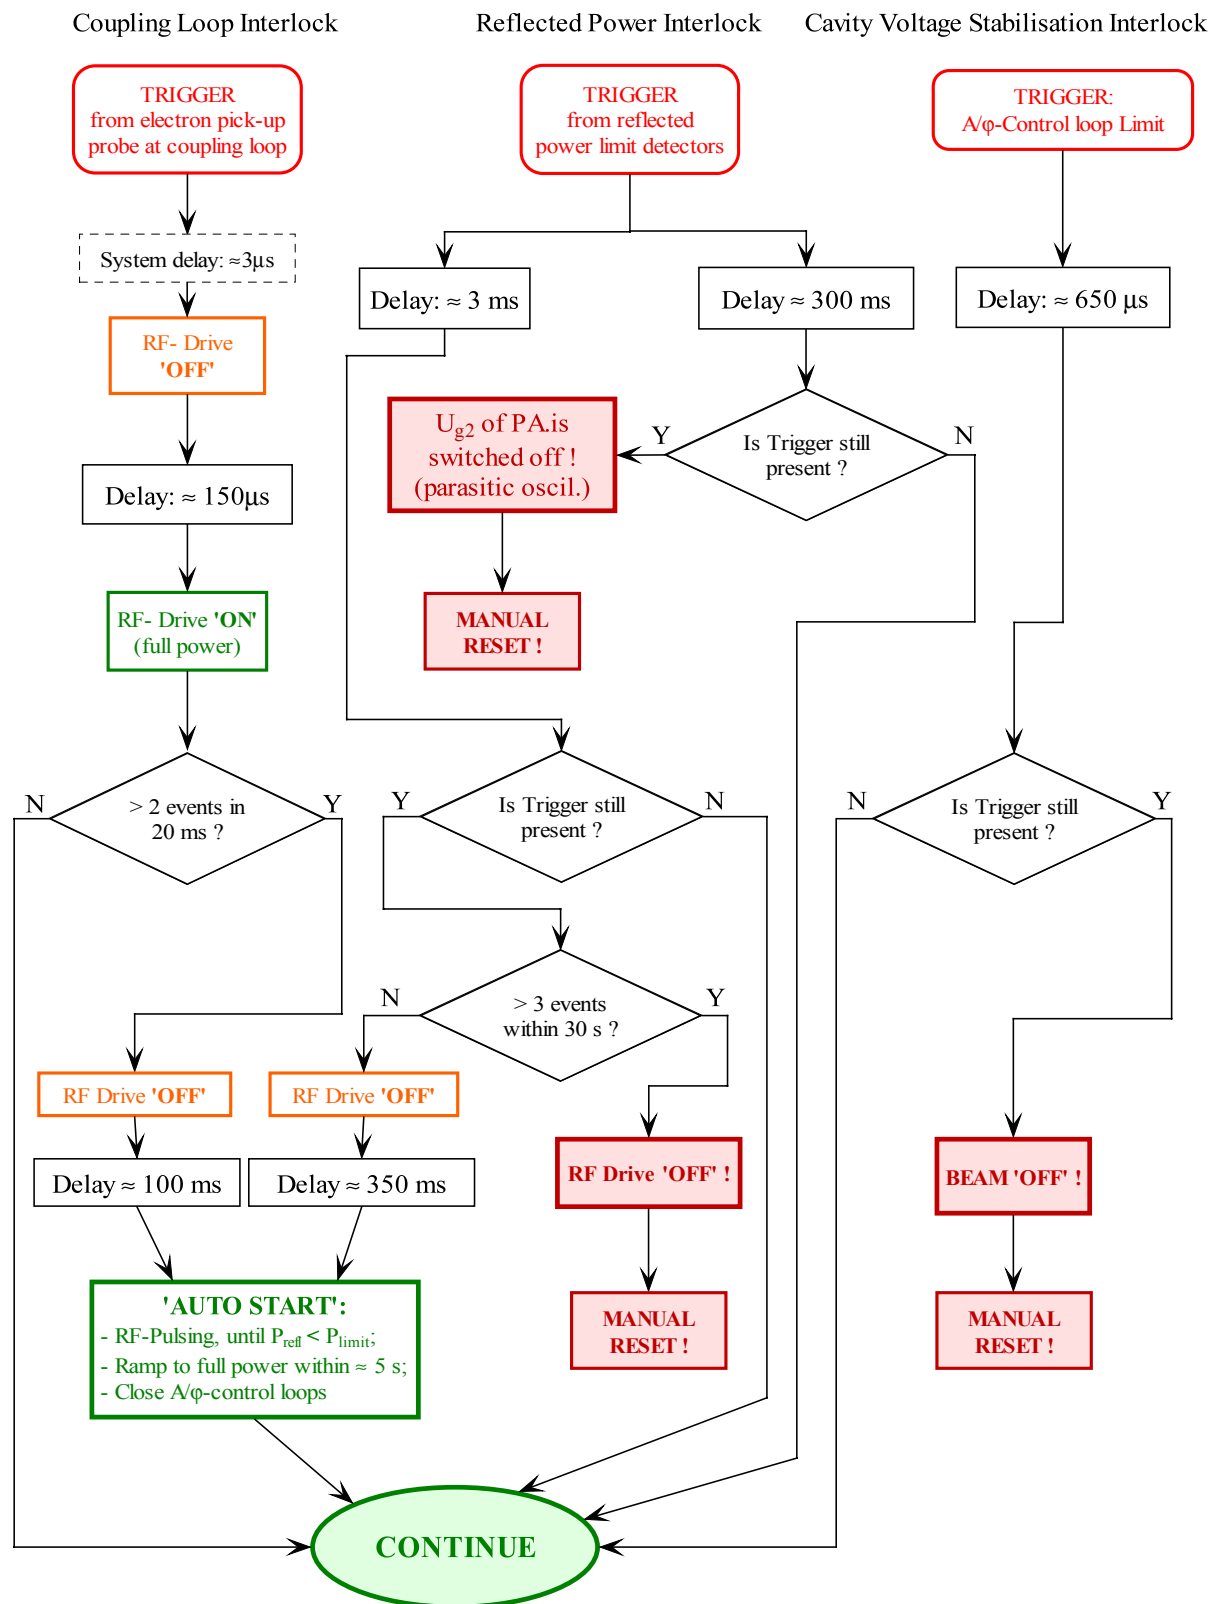 Coupling Loop Interlock
Reflected Power Interlock
Cavity Voltage Stabilisation Interlock
TRIGGER
from electron pick-up
probe at coupling loop
TRIGGER
from reflected
power limit detectors
TRIGGER:
A/φ-Control loop Limit
System delay: ≈3µs
Delay: ≈ 3 ms
Delay ≈ 300 ms
Delay: ≈ 650 µs
RF- Drive
'OFF'
U_g2 of PA.is
switched off !
(parasitic oscil.)
Y
Is Trigger still
present ?
N
Delay: ≈ 150µs
RF- Drive 'ON'
(full power)
MANUAL
RESET !
N
> 2 events in
20 ms ?
Y
Y
Is Trigger still
present ?
N
N
Is Trigger still
present ?
Y
N
> 3 events
within 30 s ?
Y
RF Drive 'OFF'
RF Drive 'OFF'
Delay ≈ 100 ms
Delay ≈ 350 ms
RF Drive 'OFF' !
BEAM 'OFF' !
'AUTO START':
- RF-Pulsing, until P_refl < P_limit;
- Ramp to full power within ≈ 5 s;
- Close A/φ-control loops
MANUAL
RESET !
MANUAL
RESET !
CONTINUE